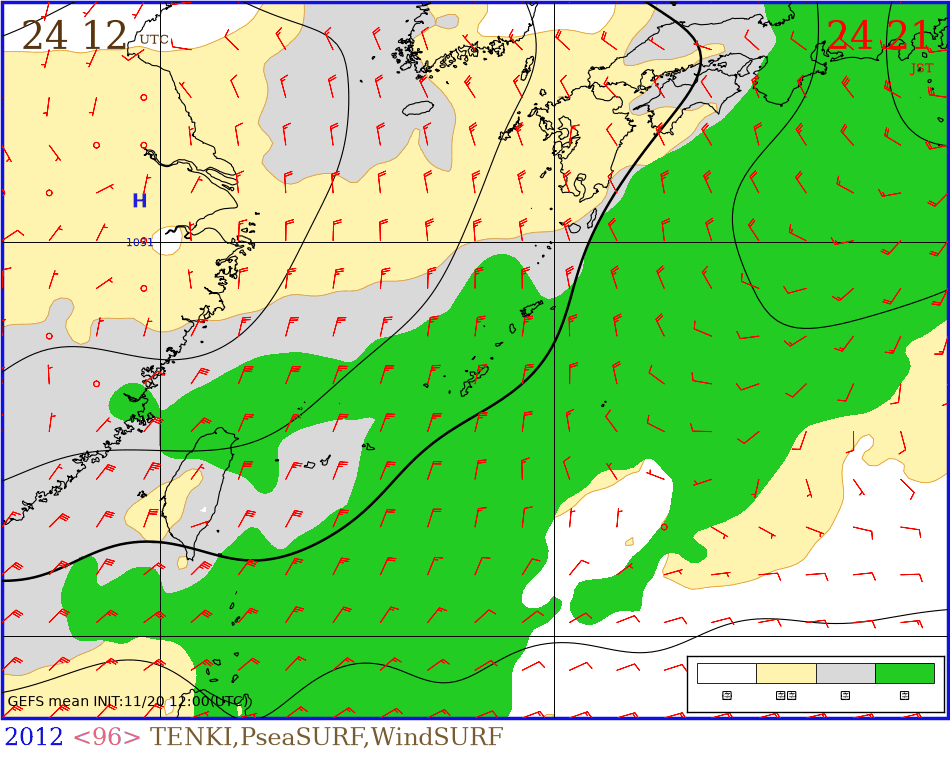 24 12 UTC
24 21
JST
H
1031
GEFS mean INIT:11/20 12:00(UTC)
2012 <96> TENKI,PseaSURF,WindSURF